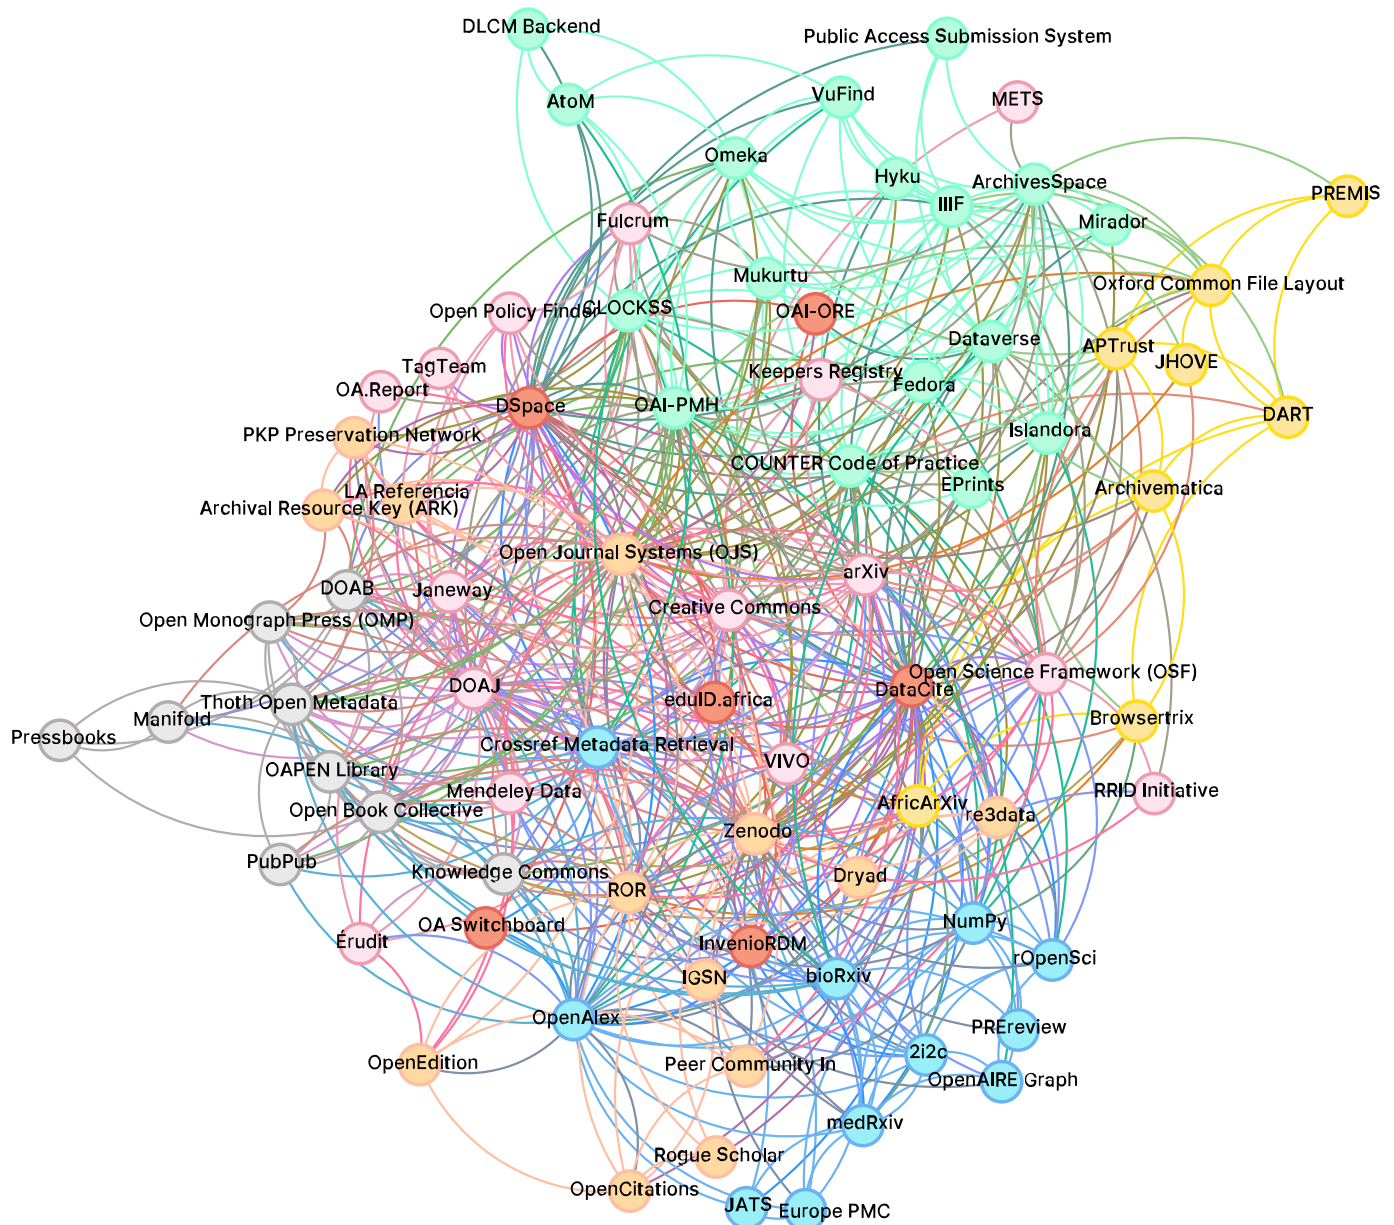 DLCM Backend
Public Access Submission System
VuFind
METS
AtoM
Omeka
Hyku
ArchivesSpace
PREMIS
IIIF
Fulcrum
Mirador
Mukurtu
Oxford Common File Layout
Open Policy Finder
CLOCKSS
OAI-ORE
Dataverse
APTrust
JHOVE
TagTeam
Keepers Registry
Fedora
OA.Report
DSpace
OAI-PMH
DART
Islandora
PKP Preservation Network
COUNTER Code of Practice
EPrints
Archivematica
LA Referencia
Archival Resource Key (ARK)
Open Journal Systems (OJS)
arXiv
DOAB
Janeway
Creative Commons
Open Monograph Press (OMP)
Open Science Framework (OSF)
DOAJ
DataCite
eduID.africa
Thoth Open Metadata
Manifold
Browsertrix
Pressbooks
Crossref Metadata Retrieval
VIVO
OAPEN Library
Mendeley Data
RRID Initiative
AfricArXiv
Open Book Collective
re3data
Zenodo
PubPub
Knowledge Commons
Dryad
ROR
NumPy
OA Switchboard
Érudit
InvenioRDM
rOpenSci
IGSN
bioRxiv
OpenAlex
PREreview
2i2c
OpenEdition
Peer Community In
OpenAIRE Graph
medRxiv
Rogue Scholar
OpenCitations
JATS
Europe PMC